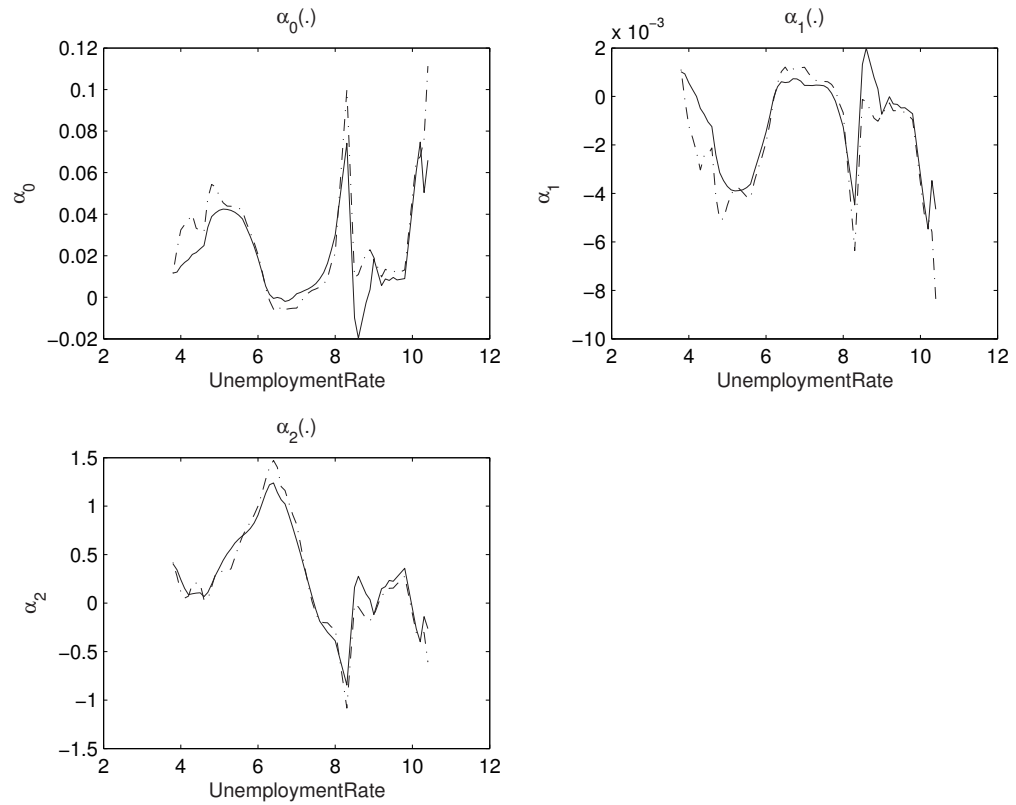 α0(.)
0.12
0.1
0.08
0.06
0.04
0.02
0
−0.02
α0
2 4 6 8 10 12
UnemploymentRate
α1(.)
x 10−3
2
0
−2
−4
−6
−8
−10
α1
2 4 6 8 10 12
UnemploymentRate
α2(.)
1.5
1
0.5
0
−0.5
−1
−1.5
α2
2 4 6 8 10 12
UnemploymentRate